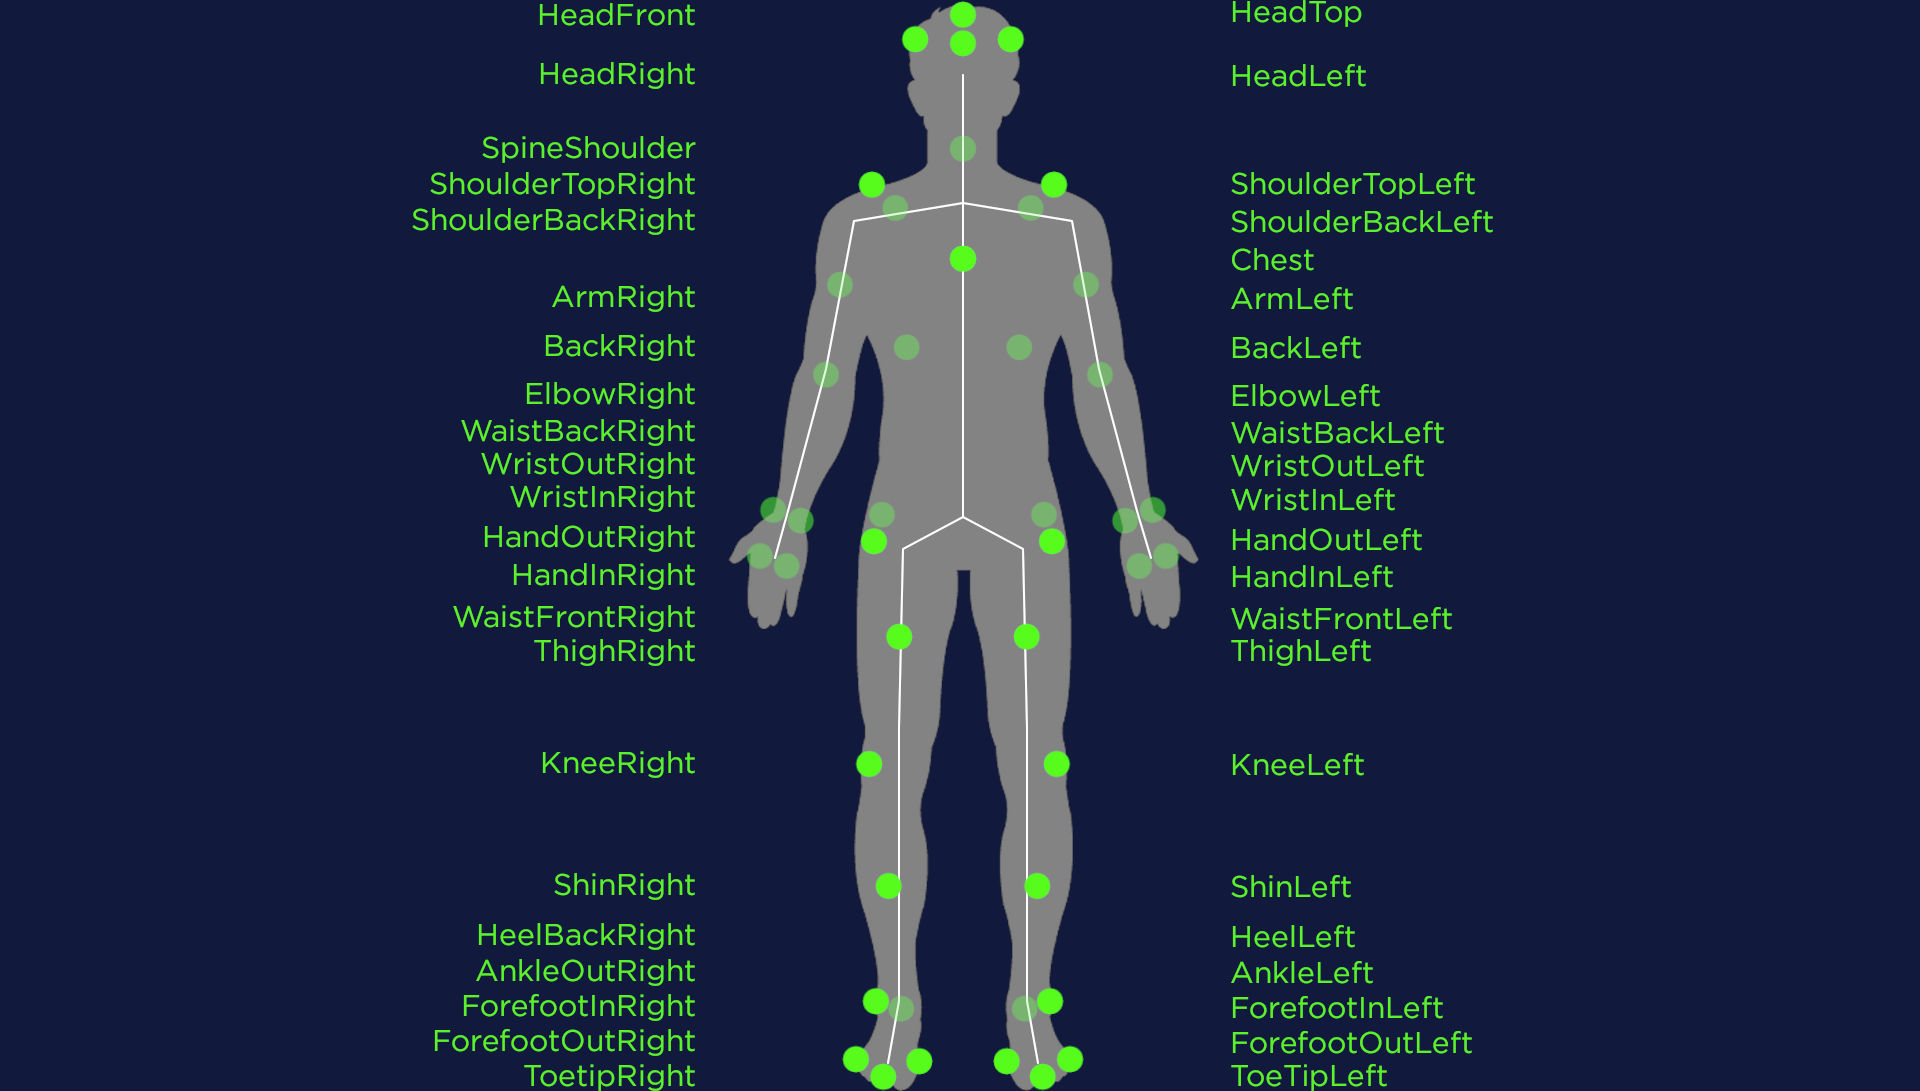 HeadFront
HeadRight
SpineShoulder
ShoulderTopRight
ShoulderBackRight
ArmRight
BackRight
ElbowRight
WaistBackRight
WristOutRight
WristInRight
HandOutRight
HandInRight
WaistFrontRight
ThighRight
KneeRight
ShinRight
HeelBackRight
AnkleOutRight
ForefootInRight
ForefootOutRight
ToetipRight
HeadTop
HeadLeft
ShoulderTopLeft
ShoulderBackLeft
Chest
ArmLeft
BackLeft
ElbowLeft
WaistBackLeft
WristOutLeft
WristInLeft
HandOutLeft
HandInLeft
WaistFrontLeft
ThighLeft
KneeLeft
ShinLeft
HeelLeft
AnkleLeft
ForefootInLeft
ForefootOutLeft
ToeTipLeft